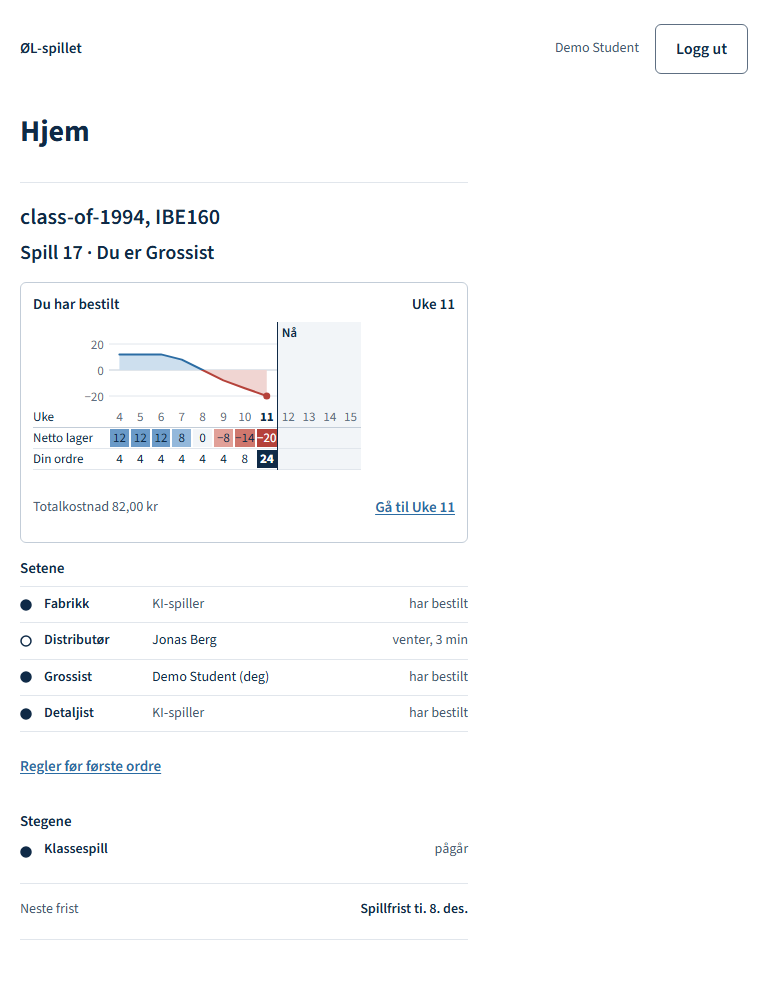 ØL-spillet Demo Student Logg ut
Hjem
class-of-1994, IBE160
Spill 17 · Du er Grossist
Du har bestilt Uke 11
Nå
20
0
−20
Uke 4 5 6 7 8 9 10 11 12 13 14 15
Netto lager 12 12 12 8 0 −8 −14 −20
Din ordre 4 4 4 4 4 4 8 24
Totalkostnad 82,00 kr Gå til Uke 11
Setene
Fabrikk KI-spiller har bestilt
Distributør Jonas Berg venter, 3 min
Grossist Demo Student (deg) har bestilt
Detaljist KI-spiller har bestilt
Regler før første ordre
Stegene
Klassespill pågår
Neste frist Spillfrist ti. 8. des.